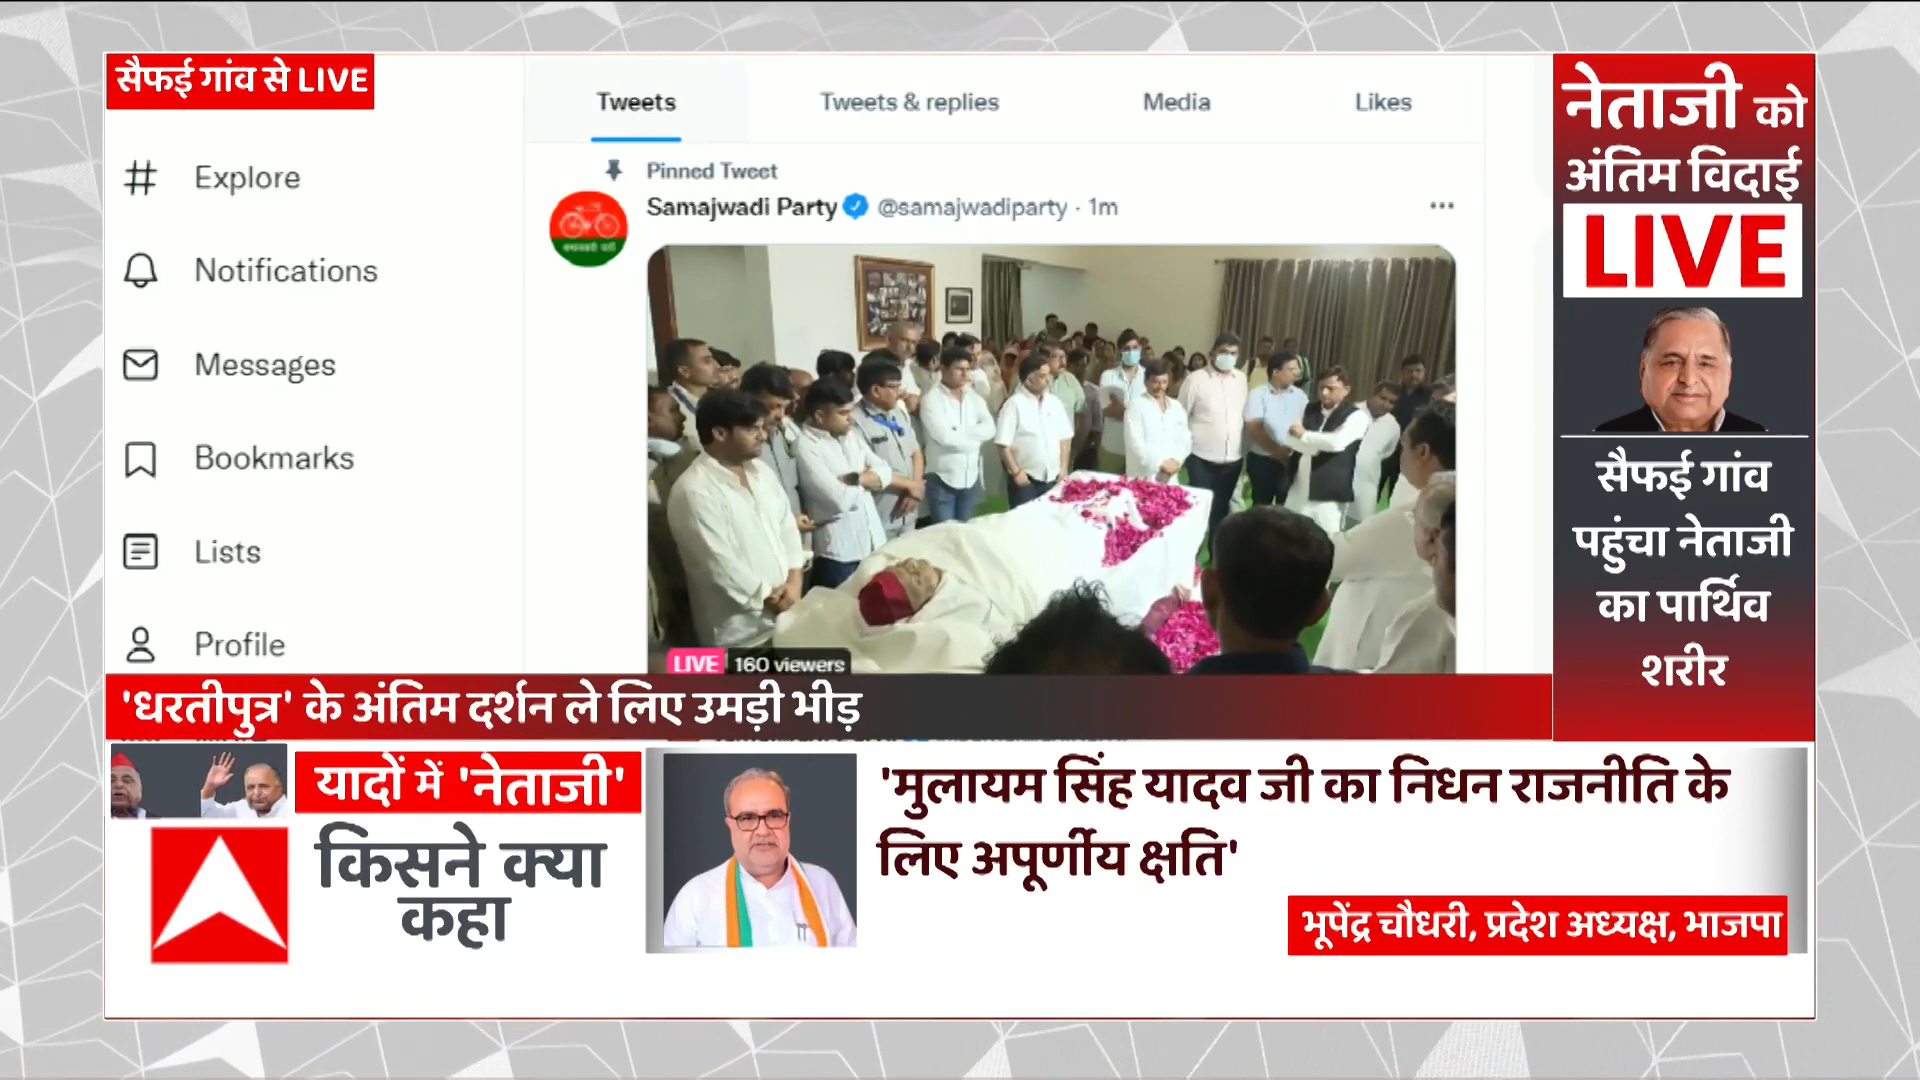 सैफई गांव से LIVE
Tweets
Tweets & replies
Media
Likes
Explore
Notifications
Messages
Bookmarks
Lists
Profile
Pinned Tweet
Samajwadi Party @samajwadiparty · 1m
LIVE 160 viewers
नेताजी को
अंतिम विदाई
LIVE
सैफई गांव
पहुंचा नेताजी
का पार्थिव
शरीर
'धरतीपुत्र' के अंतिम दर्शन ले लिए उमड़ी भीड़
यादों में 'नेताजी'
किसने क्या
कहा
'मुलायम सिंह यादव जी का निधन राजनीति के
लिए अपूर्णीय क्षति'
भूपेंद्र चौधरी, प्रदेश अध्यक्ष, भाजपा